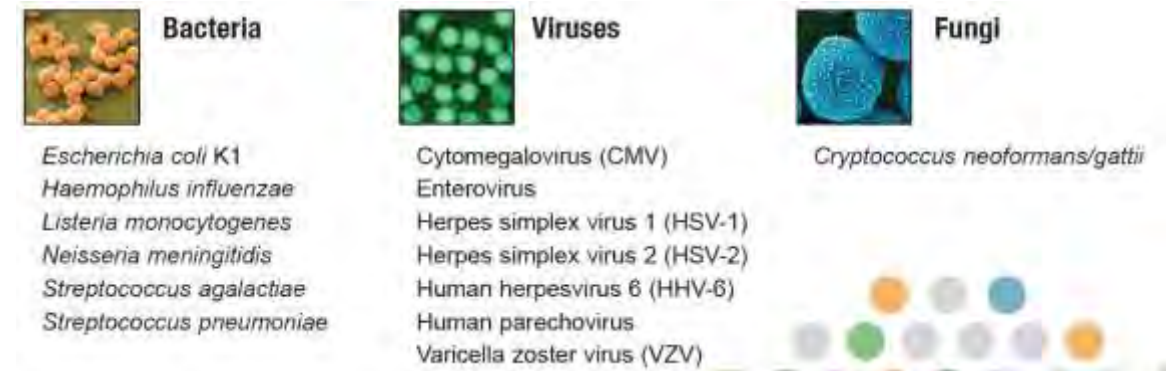 Bacteria
Escherichia coli K1
Haemophilus influenzae
Listeria monocytogenes
Neisseria meningitidis
Streptococcus agalactiae
Streptococcus pneumoniae
Viruses
Cytomegalovirus (CMV)
Enterovirus
Herpes simplex virus 1 (HSV-1)
Herpes simplex virus 2 (HSV-2)
Human herpesvirus 6 (HHV-6)
Human parechovirus
Varicella zoster virus (VZV)
Fungi
Cryptococcus neoformans/gattii